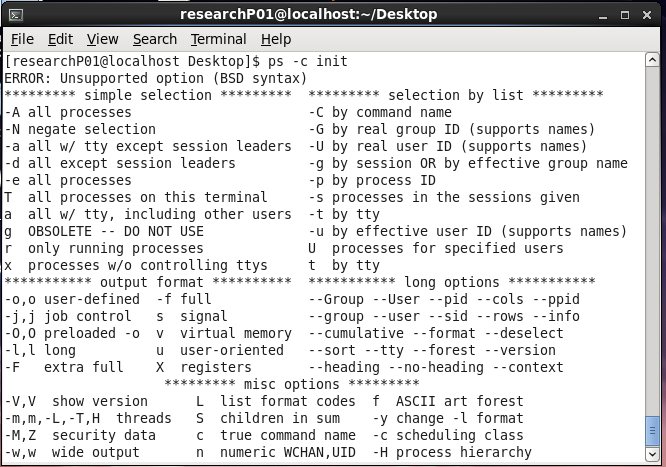 researchP01@localhost:~/Desktop
File Edit View Search Terminal Help
[researchP01@localhost Desktop]$ ps -c init
ERROR: Unsupported option (BSD syntax)
********* simple selection *********  ********* selection by list *********
-A all processes                      -C by command name
-N negate selection                   -G by real group ID (supports names)
-a all w/ tty except session leaders  -U by real user ID (supports names)
-d all except session leaders         -g by session OR by effective group name
-e all processes                      -p by process ID
T  all processes on this terminal     -s processes in the sessions given
a  all w/ tty, including other users  -t by tty
g  OBSOLETE -- DO NOT USE             -u by effective user ID (supports names)
r  only running processes             U  processes for specified users
x  processes w/o controlling ttys     t  by tty
*********** output format **********  *********** long options ***********
-o,o user-defined  -f full            --Group --User --pid --cols --ppid
-j,j job control   s  signal          --group --user --sid --rows --info
-O,O preloaded -o  v  virtual memory  --cumulative --format --deselect
-l,l long          u  user-oriented   --sort --tty --forest --version
-F   extra full    X  registers       --heading --no-heading --context
                    ********* misc options *********
-V,V  show version      L  list format codes  f  ASCII art forest
-m,m,-L,-T,H  threads   S  children in sum    -y change -l format
-M,Z  security data     c  true command name  -c scheduling class
-w,w  wide output       n  numeric WCHAN,UID  -H process hierarchy